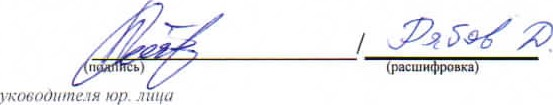 / Рябов Д.
(подпись) (расшифровка)
уководителя юр. лица